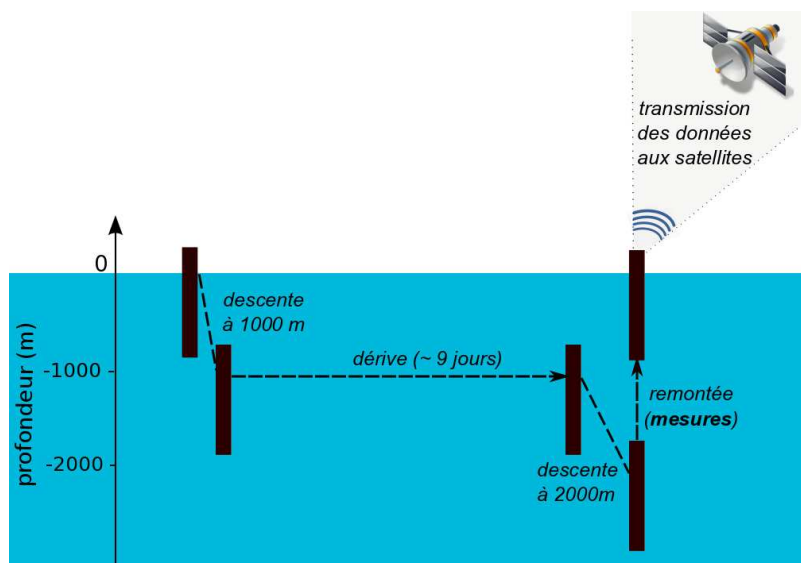 transmission
des données
aux satellites
0
descente
à 1000 m
dérive (~ 9 jours)
-1000
remontée
(mesures)
-2000
descente
à 2000m
profondeur (m)